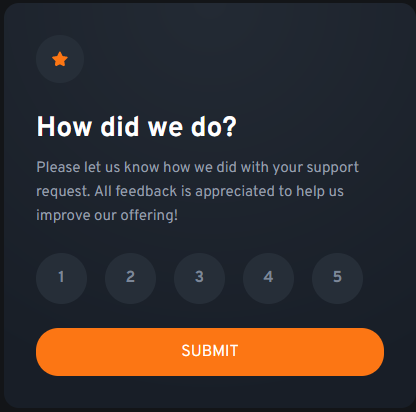 How did we do?
Please let us know how we did with your support
request. All feedback is appreciated to help us
improve our offering!
1 2 3 4 5
SUBMIT